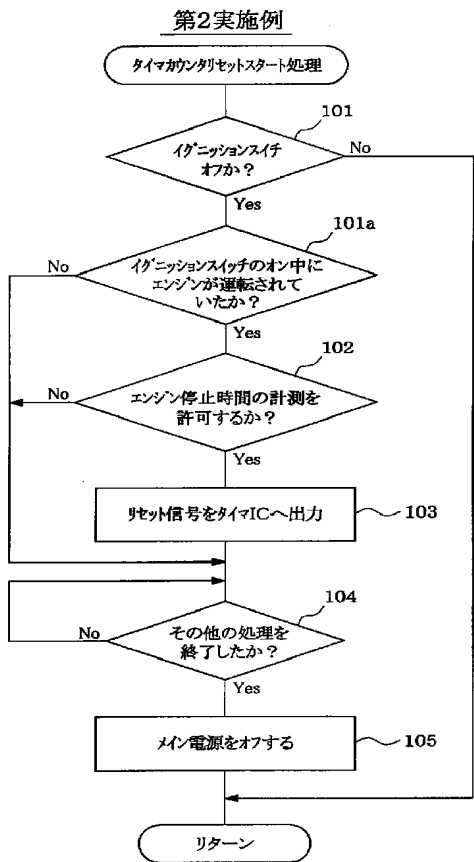 第2実施例
タイマカウンタリセットスタート処理
101
イグニッションスイチ
オフか？
No
Yes
101a
No
イグニッションスイッチのオン中に
エンジンが運転されて
いたか？
Yes
102
No
エンジン停止時間の計測を
許可するか？
Yes
リセット信号をタイマICへ出力
103
104
No
その他の処理を
終了したか？
Yes
メイン電源をオフする
105
リターン